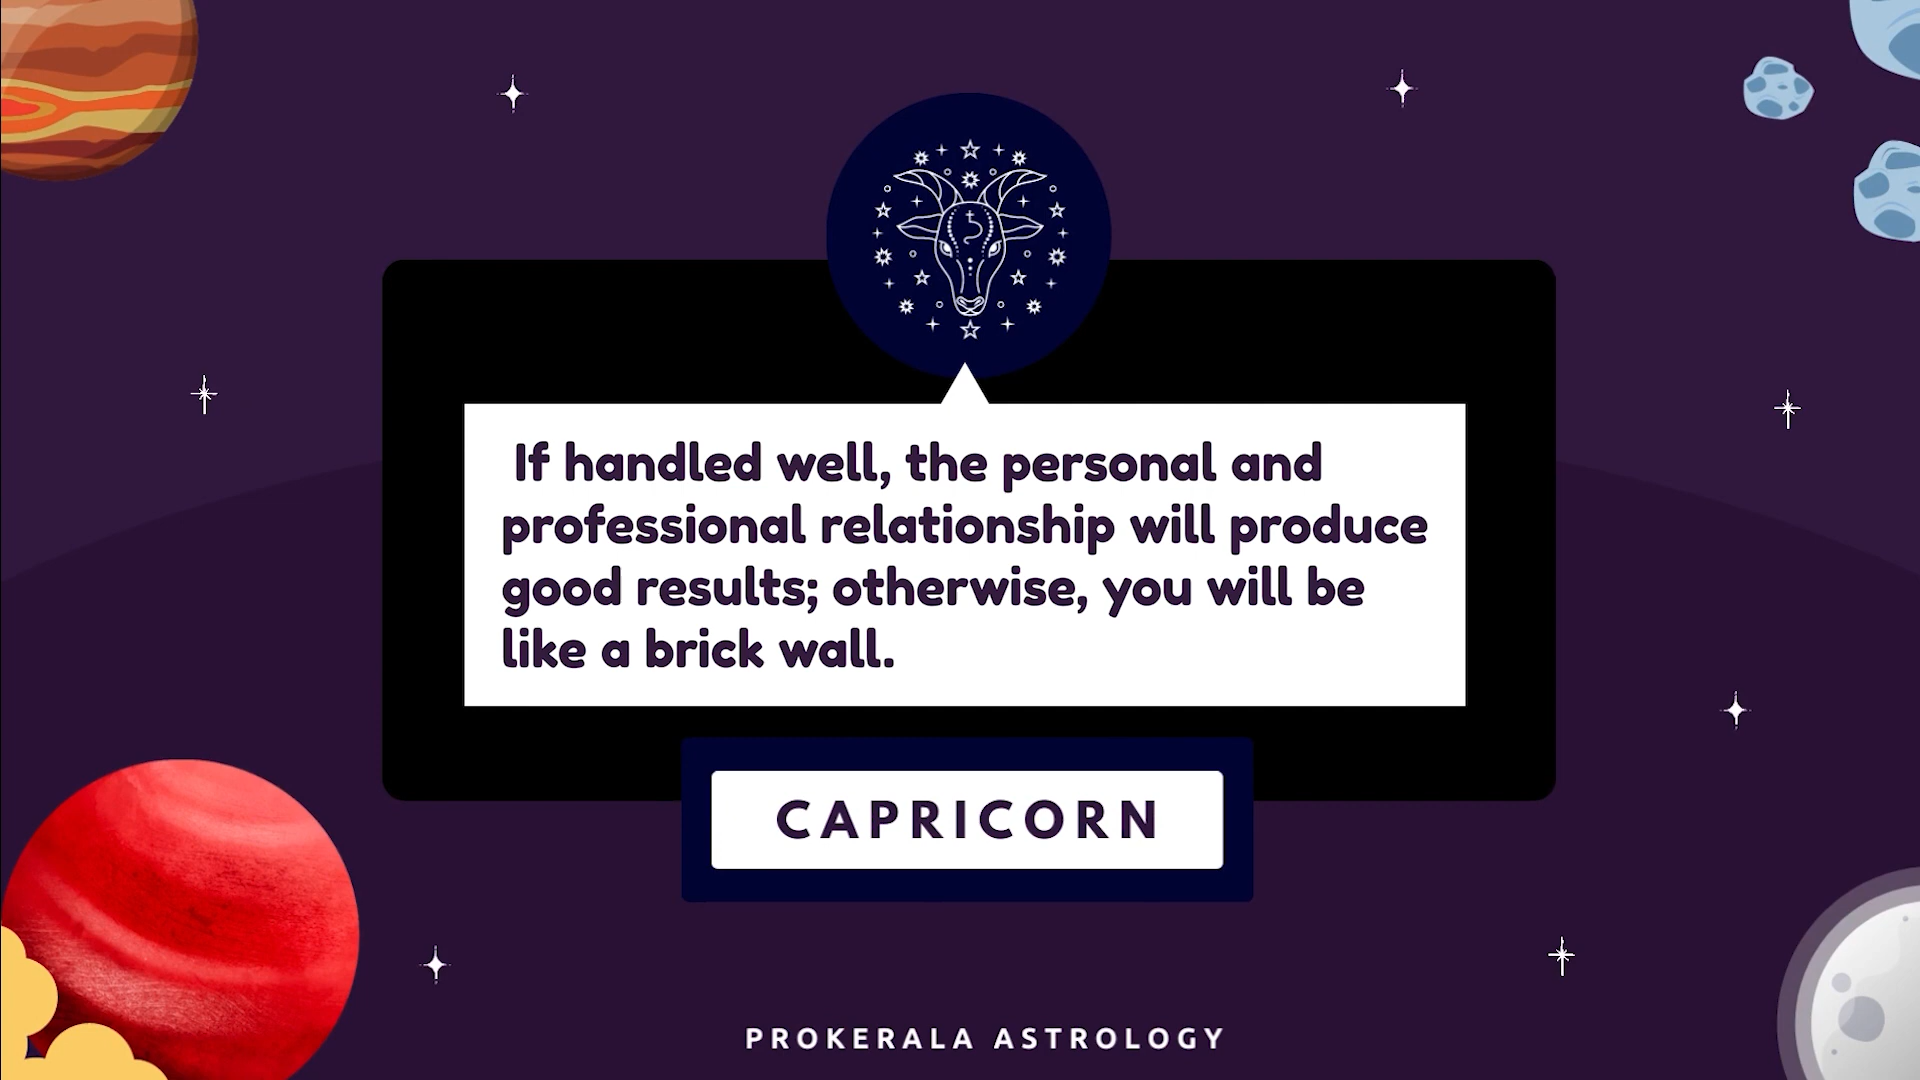 If handled well, the personal and
professional relationship will produce
good results; otherwise, you will be
like a brick wall.
CAPRICORN
PROKERALA ASTROLOGY